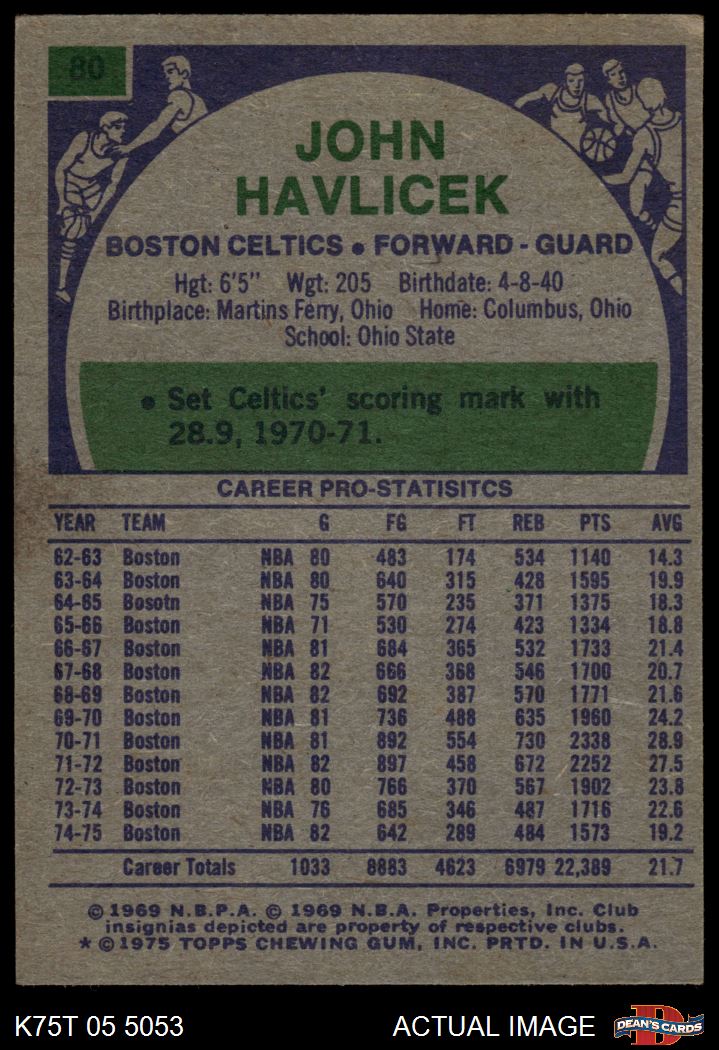 80
JOHN
HAVLICEK
BOSTON CELTICS • FORWARD - GUARD
Hgt: 6'5" Wgt: 205 Birthdate: 4-8-40
Birthplace: Martins Ferry, Ohio Home: Columbus, Ohio
School: Ohio State
• Set Celtics' scoring mark with
28.9, 1970-71.
CAREER PRO-STATISITCS
YEAR TEAM G FG FT REB PTS AVG
62-63 Boston NBA 80 483 174 534 1140 14.3
63-64 Boston NBA 80 640 315 428 1595 19.9
64-65 Bosotn NBA 75 570 235 371 1375 18.3
65-66 Boston NBA 71 530 274 423 1334 18.8
66-67 Boston NBA 81 684 365 532 1733 21.4
67-68 Boston NBA 82 666 368 546 1700 20.7
68-69 Boston NBA 82 692 387 570 1771 21.6
69-70 Boston NBA 81 736 488 635 1960 24.2
70-71 Boston NBA 81 892 554 730 2338 28.9
71-72 Boston NBA 82 897 458 672 2252 27.5
72-73 Boston NBA 80 766 370 567 1902 23.8
73-74 Boston NBA 76 685 346 487 1716 22.6
74-75 Boston NBA 82 642 289 484 1573 19.2
Career Totals 1033 8883 4623 6979 22,389 21.7
© 1969 N.B.P.A. © 1969 N.B.A. Properties, Inc. Club
insignias depicted are property of respective clubs.
* © 1975 TOPPS CHEWING GUM, INC. PRTD. IN U.S.A.
K75T 05 5053 ACTUAL IMAGE DEAN'S CARDS